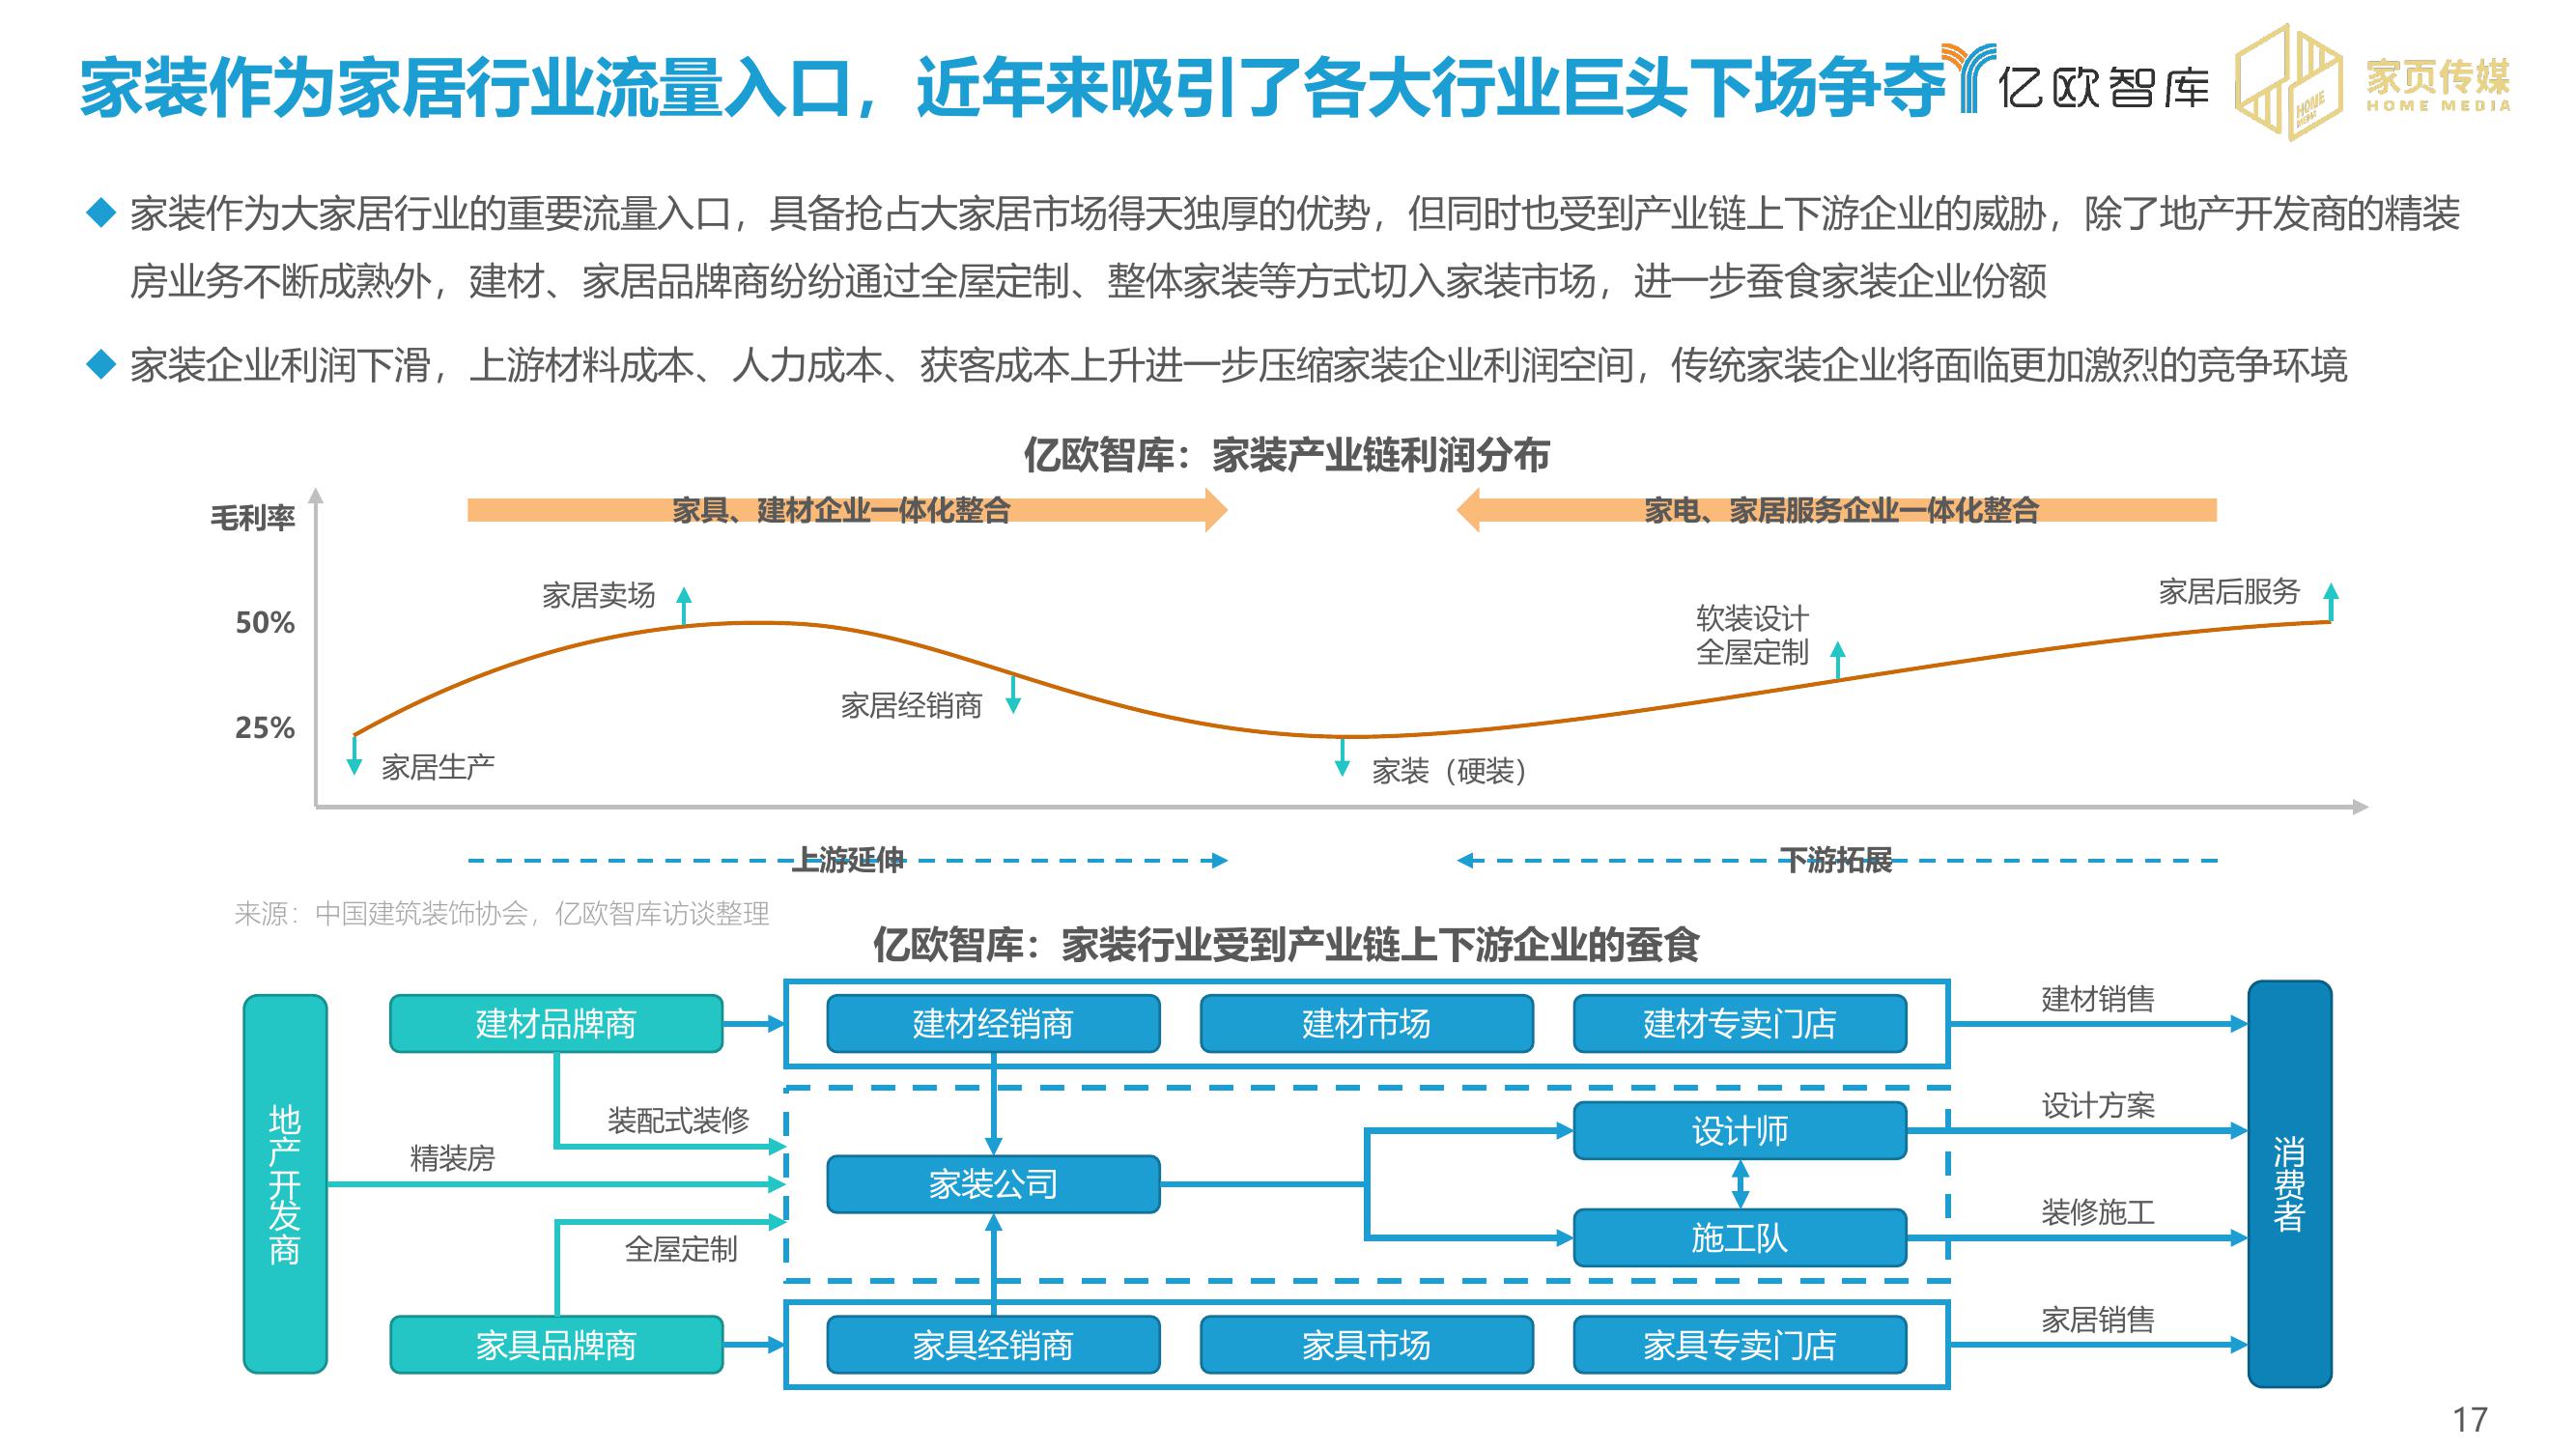 家装作为家居行业流量入口，近年来吸引了各大行业巨头下场争夺
亿欧智库
家页传媒
HOME MEDIA
家装作为大家居行业的重要流量入口，具备抢占大家居市场得天独厚的优势，但同时也受到产业链上下游企业的威胁，除了地产开发商的精装
房业务不断成熟外，建材、家居品牌商纷纷通过全屋定制、整体家装等方式切入家装市场，进一步蚕食家装企业份额
家装企业利润下滑，上游材料成本、人力成本、获客成本上升进一步压缩家装企业利润空间，传统家装企业将面临更加激烈的竞争环境
亿欧智库：家装产业链利润分布
毛利率
家具、建材企业一体化整合
家电、家居服务企业一体化整合
家居卖场
家居后服务
50%
软装设计
全屋定制
家居经销商
25%
家居生产
家装（硬装）
上游延伸
下游拓展
来源：中国建筑装饰协会，亿欧智库访谈整理
亿欧智库：家装行业受到产业链上下游企业的蚕食
地产开发商
建材品牌商
建材经销商
建材市场
建材专卖门店
建材销售
装配式装修
设计师
设计方案
精装房
家装公司
消费者
全屋定制
施工队
装修施工
家具品牌商
家具经销商
家具市场
家具专卖门店
家居销售
17